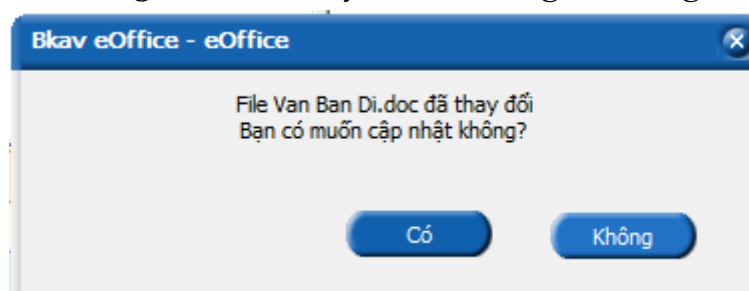 Bkav eOffice - eOffice
File Van Ban Di.doc đã thay đổi
Bạn có muốn cập nhật không?
Có
Không